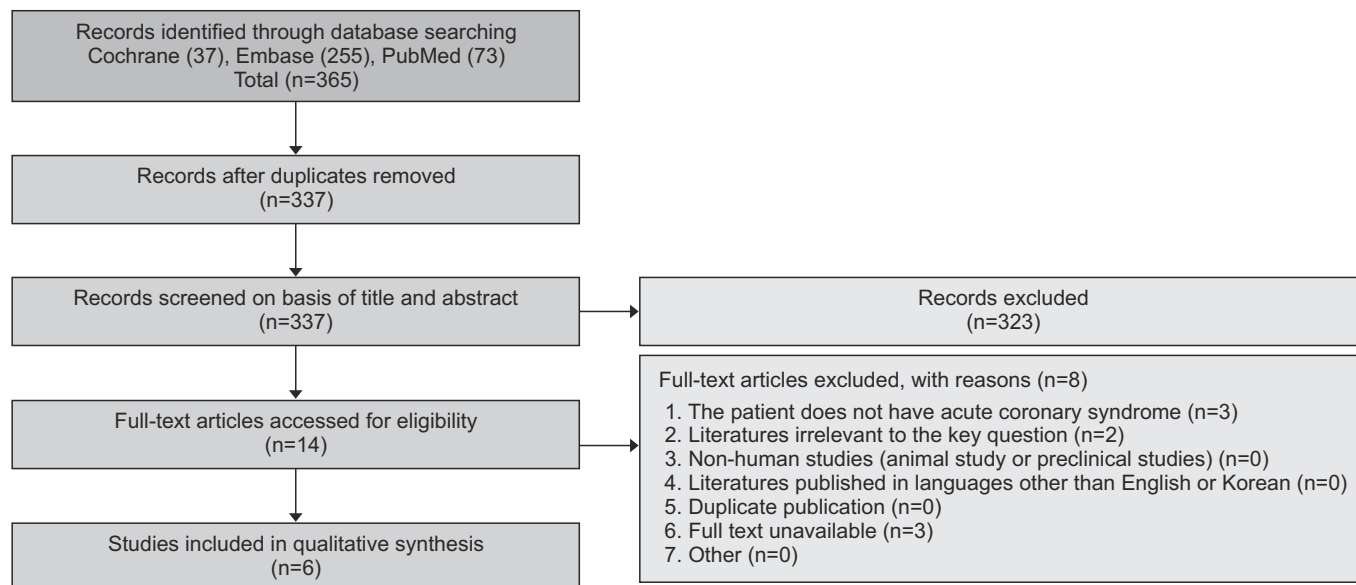 Records identified through database searching
Cochrane (37), Embase (255), PubMed (73)
Total (n=365)
Records after duplicates removed
(n=337)
Records screened on basis of title and abstract
(n=337)
Records excluded
(n=323)
Full-text articles accessed for eligibility
(n=14)
Full-text articles excluded, with reasons (n=8)
1. The patient does not have acute coronary syndrome (n=3)
2. Literatures irrelevant to the key question (n=2)
3. Non-human studies (animal study or preclinical studies) (n=0)
4. Literatures published in languages other than English or Korean (n=0)
5. Duplicate publication (n=0)
6. Full text unavailable (n=3)
7. Other (n=0)
Studies included in qualitative synthesis
(n=6)